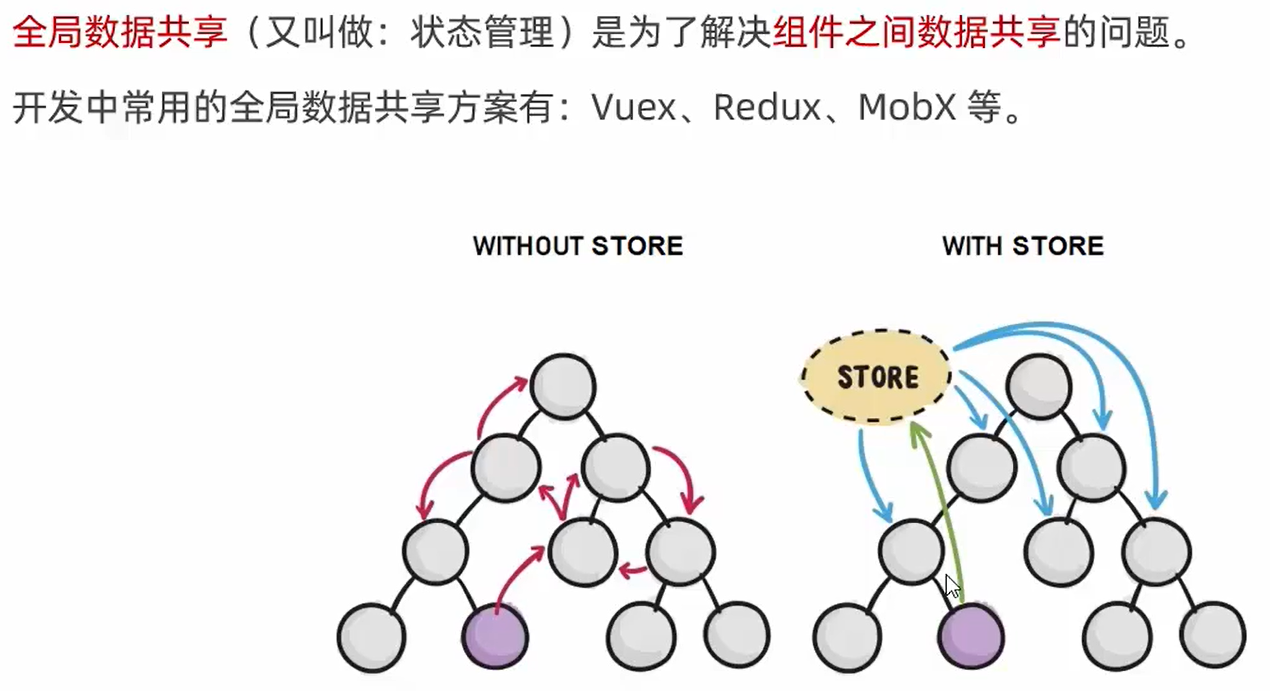 全局数据共享（又叫做：状态管理）是为了解决组件之间数据共享的问题。
开发中常用的全局数据共享方案有：Vuex、Redux、MobX 等。
WITHOUT STORE
WITH STORE
STORE